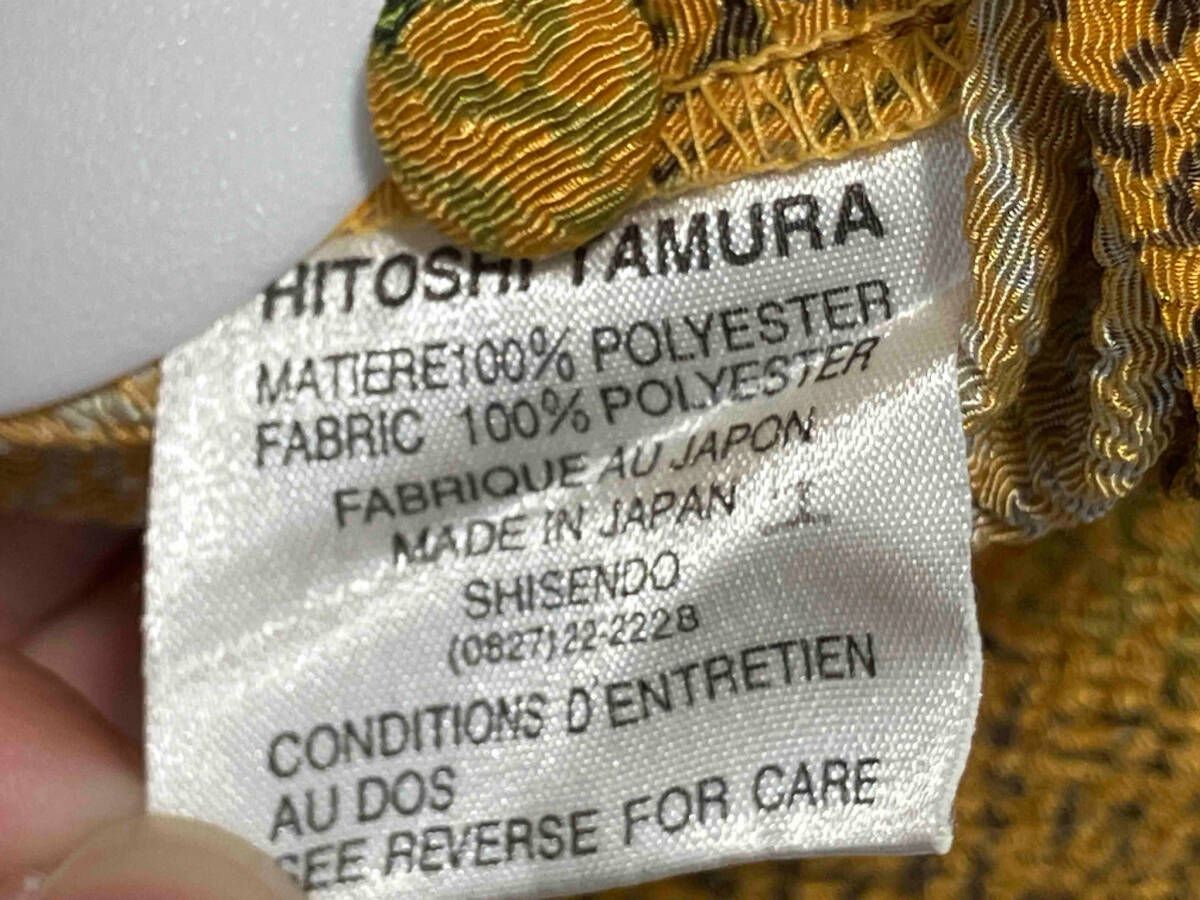 HITOSHI TAMURA
MATIERE100% POLYESTER
FABRIC 100% POLYESTER
FABRIQUE AU JAPON
MADE IN JAPAN
SHISENDO
(0827)22-2228
CONDITIONS D'ENTRETIEN
AU DOS
SEE REVERSE FOR CARE